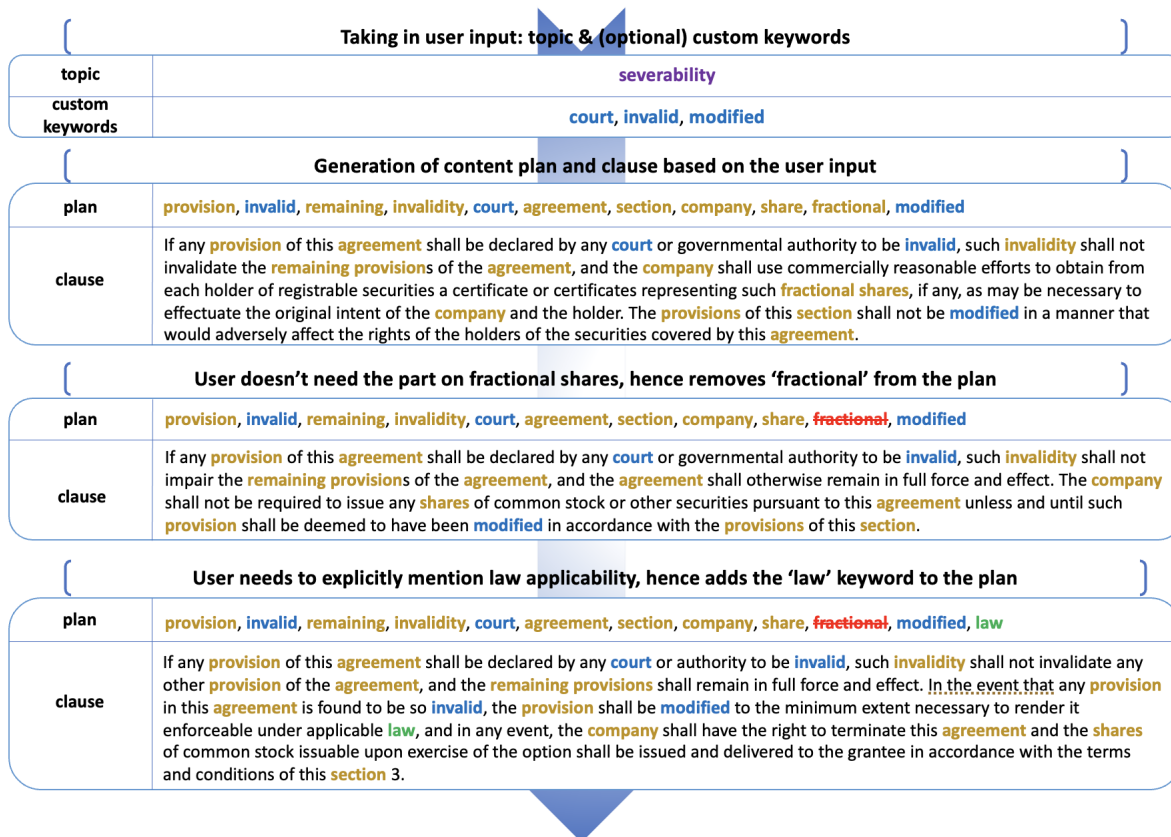 Taking in user input: topic & (optional) custom keywords
topic
severability
custom
keywords
court, invalid, modified
Generation of content plan and clause based on the user input
plan
provision, invalid, remaining, invalidity, court, agreement, section, company, share, fractional, modified
clause
If any provision of this agreement shall be declared by any court or governmental authority to be invalid, such invalidity shall not
invalidate the remaining provisions of the agreement, and the company shall use commercially reasonable efforts to obtain from
each holder of registrable securities a certificate or certificates representing such fractional shares, if any, as may be necessary to
effectuate the original intent of the company and the holder. The provisions of this section shall not be modified in a manner that
would adversely affect the rights of the holders of the securities covered by this agreement.
User doesn't need the part on fractional shares, hence removes 'fractional' from the plan
plan
provision, invalid, remaining, invalidity, court, agreement, section, company, share, fractional, modified
clause
If any provision of this agreement shall be declared by any court or governmental authority to be invalid, such invalidity shall not
impair the remaining provisions of the agreement, and the agreement shall otherwise remain in full force and effect. The company
shall not be required to issue any shares of common stock or other securities pursuant to this agreement unless and until such
provision shall be deemed to have been modified in accordance with the provisions of this section.
User needs to explicitly mention law applicability, hence adds the 'law' keyword to the plan
plan
provision, invalid, remaining, invalidity, court, agreement, section, company, share, fractional, modified, law
clause
If any provision of this agreement shall be declared by any court or authority to be invalid, such invalidity shall not invalidate any
other provision of the agreement, and the remaining provisions shall remain in full force and effect. In the event that any provision
in this agreement is found to be so invalid, the provision shall be modified to the minimum extent necessary to render it
enforceable under applicable law, and in any event, the company shall have the right to terminate this agreement and the shares
of common stock issuable upon exercise of the option shall be issued and delivered to the grantee in accordance with the terms
and conditions of this section 3.